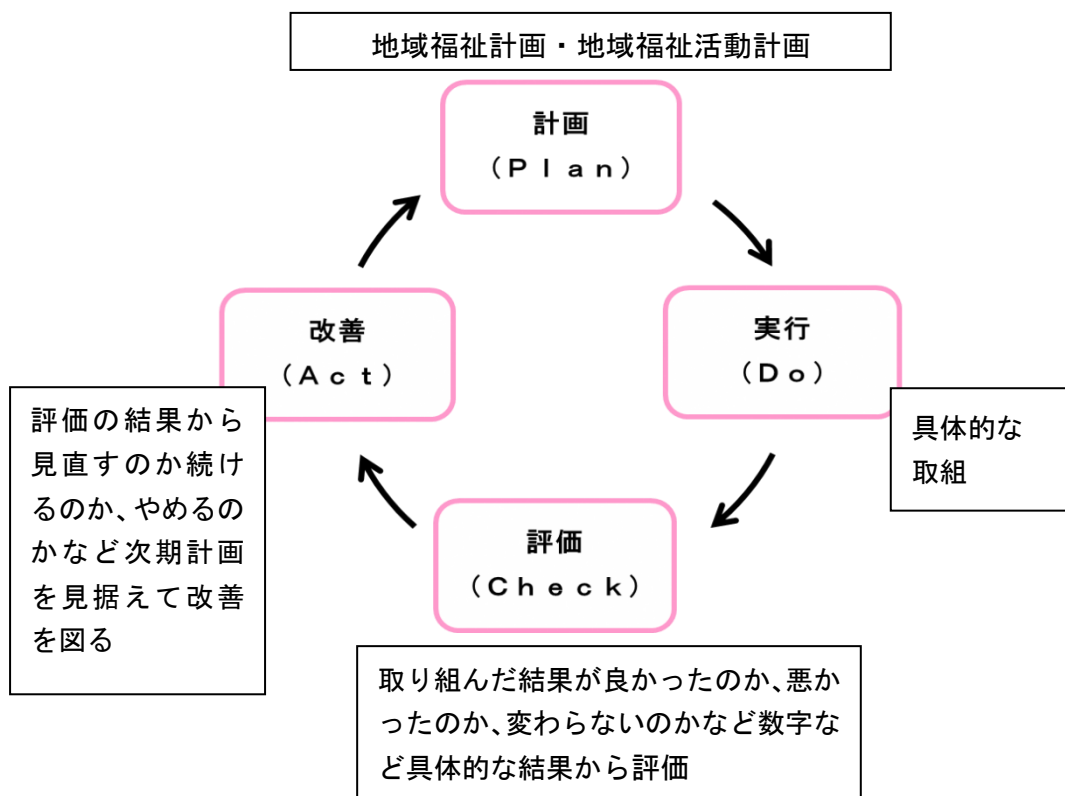 地域福祉計画・地域福祉活動計画
計画
（Ｐｌａｎ）
改善
（Ａｃｔ）
実行
（Ｄｏ）
評価の結果から
見直すのか続け
るのか、やめるの
かなど次期計画
を見据えて改善
を図る
具体的な
取組
評価
（Ｃｈｅｃｋ）
取り組んだ結果が良かったのか、悪か
ったのか、変わらないのかなど数字な
ど具体的な結果から評価